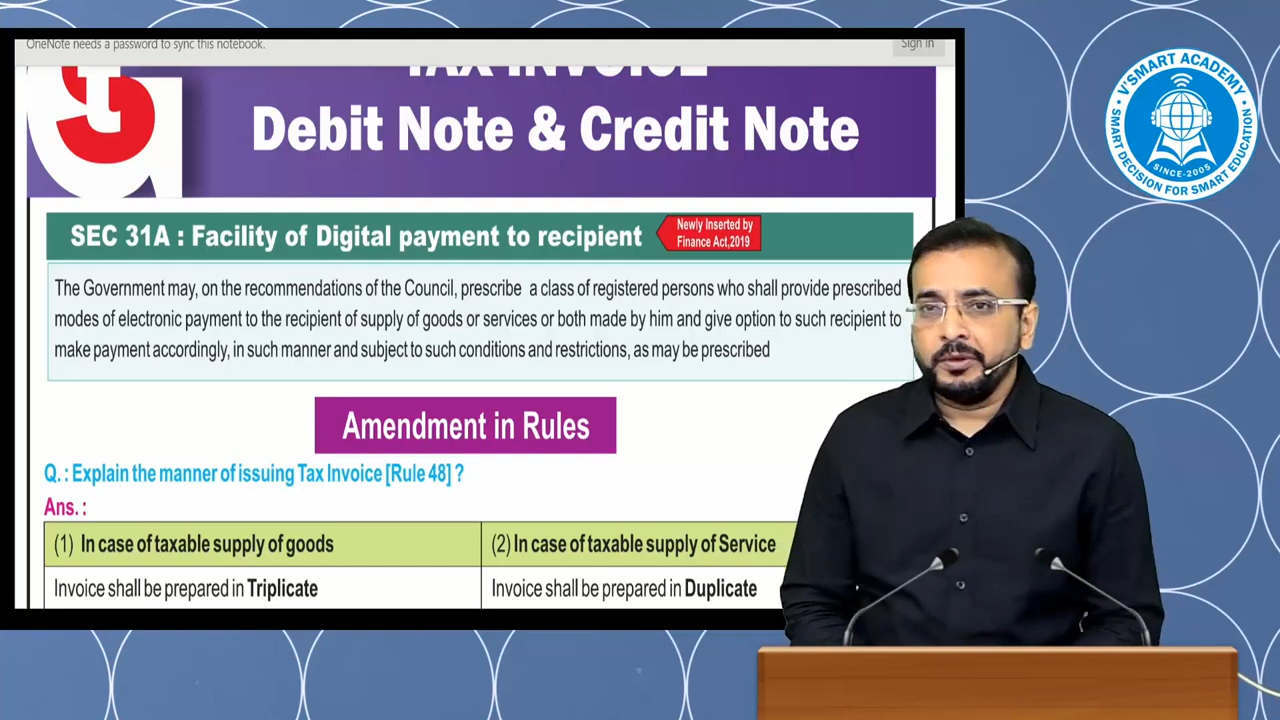 OneNote needs a password to sync this notebook.
Sign in
TAX INVOICE
Debit Note & Credit Note
SEC 31A : Facility of Digital payment to recipient
Newly Inserted by
Finance Act,2019
The Government may, on the recommendations of the Council, prescribe a class of registered persons who shall provide prescribed
modes of electronic payment to the recipient of supply of goods or services or both made by him and give option to such recipient to
make payment accordingly, in such manner and subject to such conditions and restrictions, as may be prescribed
Amendment in Rules
Q. : Explain the manner of issuing Tax Invoice [Rule 48] ?
Ans. :
(1) In case of taxable supply of goods
(2) In case of taxable supply of Service
Invoice shall be prepared in Triplicate
Invoice shall be prepared in Duplicate
V'SMART ACADEMY
SINCE-2005
SMART DECISION FOR SMART EDUCATION